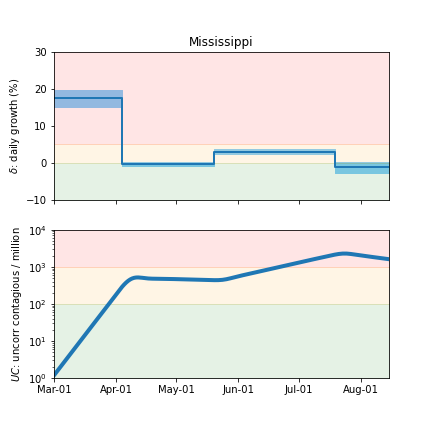 Mississippi
δ: daily growth (%)
30
20
10
0
−10
UC: uncorr contagious / million
10⁴
10³
10²
10¹
10⁰
Mar-01 Apr-01 May-01 Jun-01 Jul-01 Aug-01